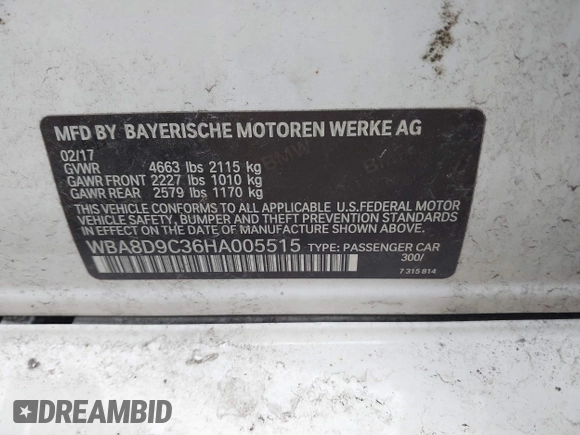 MFD BY BAYERISCHE MOTOREN WERKE AG
02/17
GVWR 4663 lbs 2115 kg
GAWR FRONT 2227 lbs 1010 kg
GAWR REAR 2579 lbs 1170 kg
THIS VEHICLE CONFORMS TO ALL APPLICABLE U.S.FEDERAL MOTOR
VEHICLE SAFETY, BUMPER AND THEFT PREVENTION STANDARDS
IN EFFECT ON THE DATE OF MANUFACTURE SHOWN ABOVE.
WBA8D9C36HA005515 TYPE: PASSENGER CAR
300/
7 315 814
DREAMBID